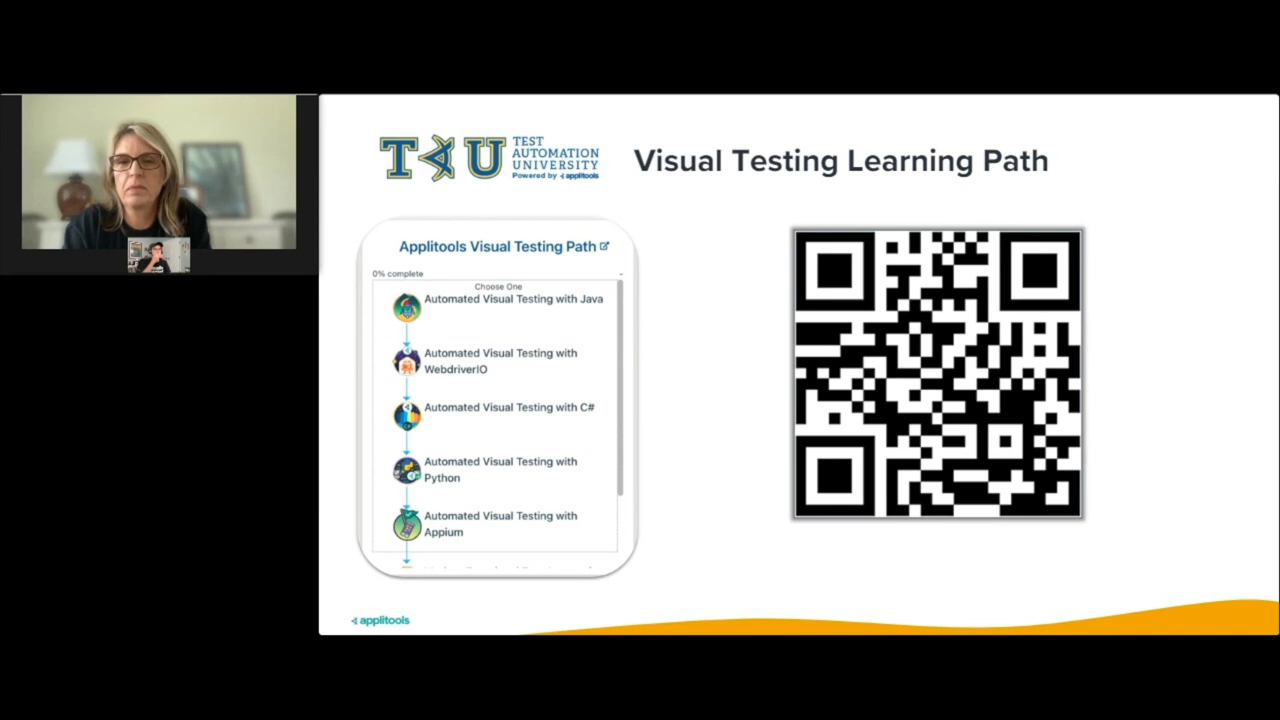 TAU
TEST
AUTOMATION
UNIVERSITY
Powered by applitools
Visual Testing Learning Path
Applitools Visual Testing Path
0% complete
-
Choose One
Automated Visual Testing with Java
Automated Visual Testing with
WebdriverIO
Automated Visual Testing with C#
Automated Visual Testing with
Python
Automated Visual Testing with
Appium
applitools